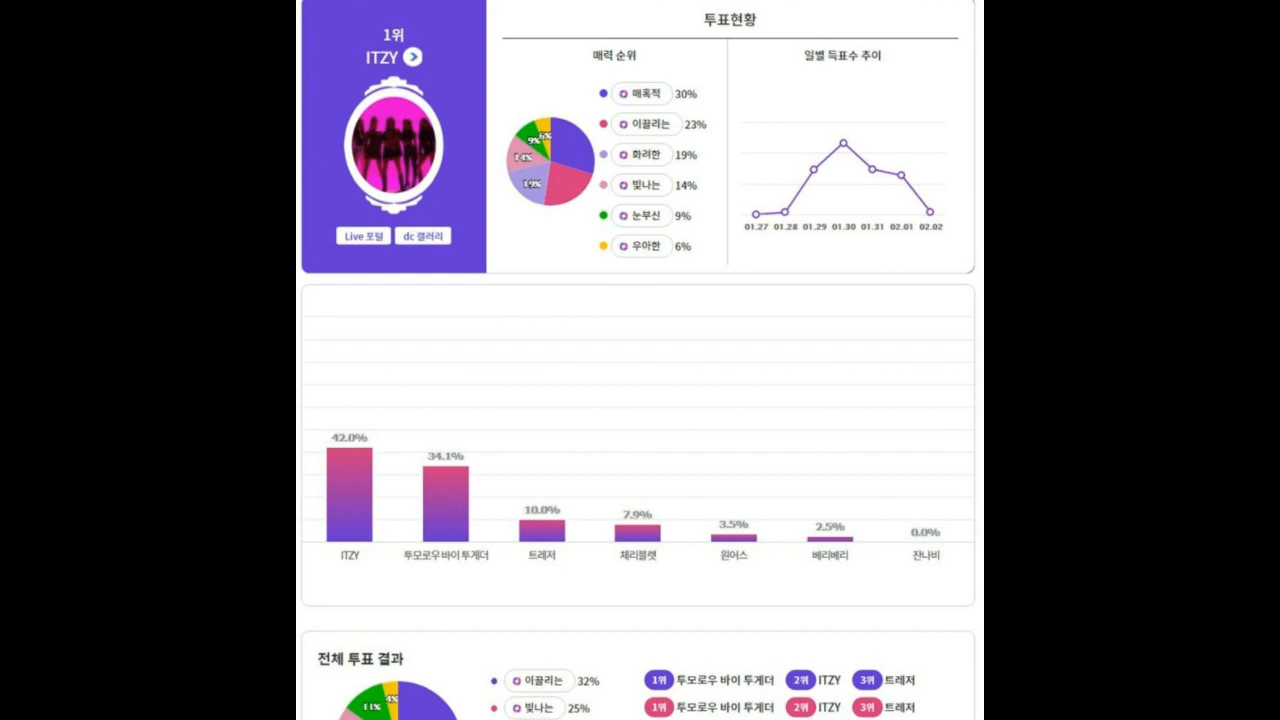 1위
ITZY
Live 포털 dc 갤러리
투표현황
매력 순위
매혹적 30%
이끌리는 23%
화려한 19%
빛나는 14%
눈부신 9%
우아한 6%
6%
9%
14%
19%
일별 득표수 추이
01.27 01.28 01.29 01.30 01.31 02.01 02.02
42.0%
34.1%
10.0%
7.9%
3.5%
2.5%
0.0%
ITZY 투모로우 바이 투게더 트레저 체리블렛 원어스 베리베리 잔나비
전체 투표 결과
4%
11%
이끌리는 32%
빛나는 25%
1위 투모로우 바이 투게더 2위 ITZY 3위 트레저
1위 투모로우 바이 투게더 2위 ITZY 3위 트레저